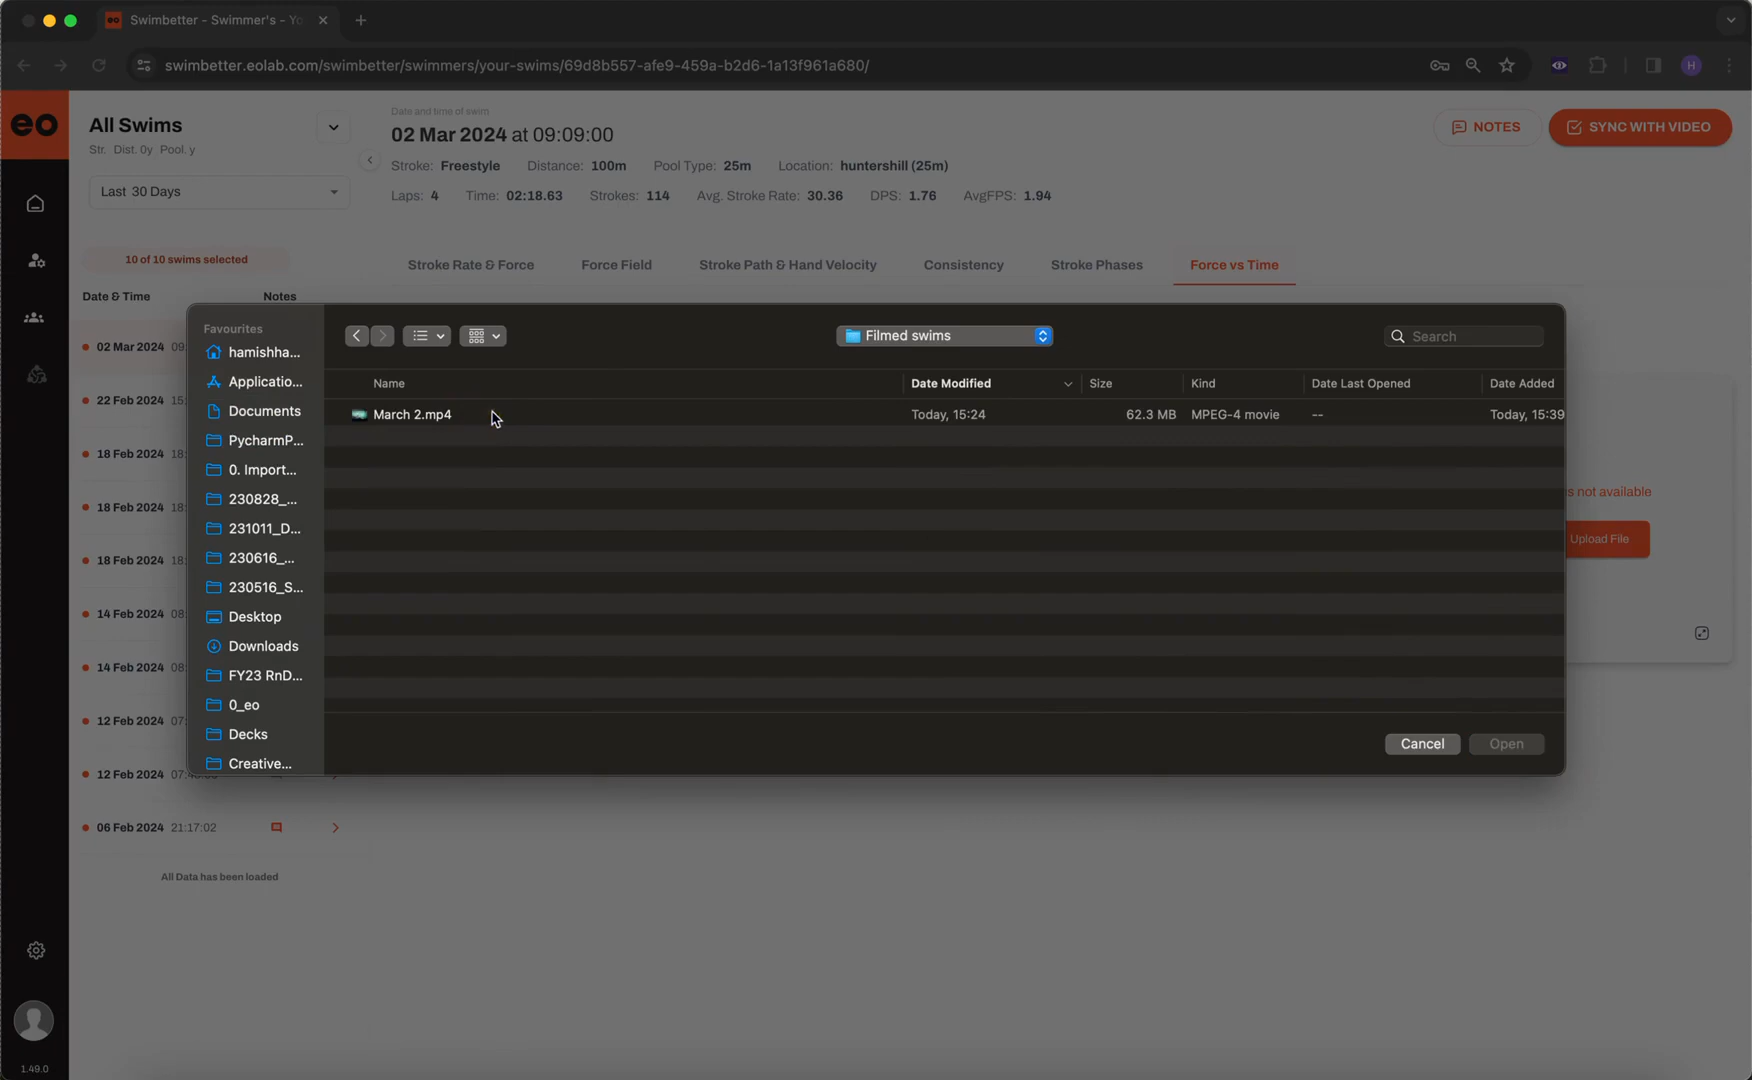 Swimbetter - Swimmer's - Yo
swimbetter.eolab.com/swimbetter/swimmers/your-swims/69d8b557-afe9-459a-b2d6-1a13f961a680/
H
eo
All Swims
Str. Dist. 0y Pool. y
Last 30 Days
10 of 10 swims selected
Date & Time Notes
Date and time of swim
02 Mar 2024 at 09:09:00
Stroke: Freestyle Distance: 100m Pool Type: 25m Location: huntershill (25m)
Laps: 4 Time: 02:18.63 Strokes: 114 Avg. Stroke Rate: 30.36 DPS: 1.76 AvgFPS: 1.94
NOTES
SYNC WITH VIDEO
Stroke Rate & Force Force Field Stroke Path & Hand Velocity Consistency Stroke Phases Force vs Time
02 Mar 2024 09:
22 Feb 2024 15:
18 Feb 2024 18:
18 Feb 2024 18:
18 Feb 2024 18:
14 Feb 2024 08:
14 Feb 2024 08:
12 Feb 2024 07:
12 Feb 2024
06 Feb 2024 21:17:02
All Data has been loaded
Favourites
hamishha...
Applicatio...
Documents
PycharmP...
0. Import...
230828_...
231011_D...
230616_...
230516_S...
Desktop
Downloads
FY23 RnD...
0_eo
Decks
Creative...
Filmed swims
Search
Name Date Modified Size Kind Date Last Opened Date Added
March 2.mp4 Today, 15:24 62.3 MB MPEG-4 movie -- Today, 15:39
Cancel Open
s not available
Upload File
1.49.0